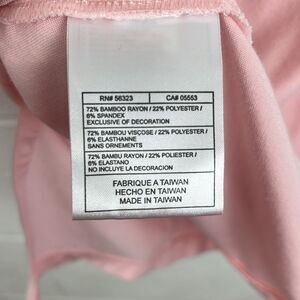 RN# 56323 CA# 05553
72% BAMBOO RAYON / 22% POLYESTER /
6% SPANDEX
EXCLUSIVE OF DECORATION
72% BAMBOU VISCOSE / 22% POLYESTER /
6% ELASTHANNE
SANS ORNEMENTS
72% BAMBU RAYON / 22% POLIESTER /
6% ELASTANO
NO INCLUYE LA DECORACION
FABRIQUE A TAIWAN
HECHO EN TAIWAN
MADE IN TAIWAN